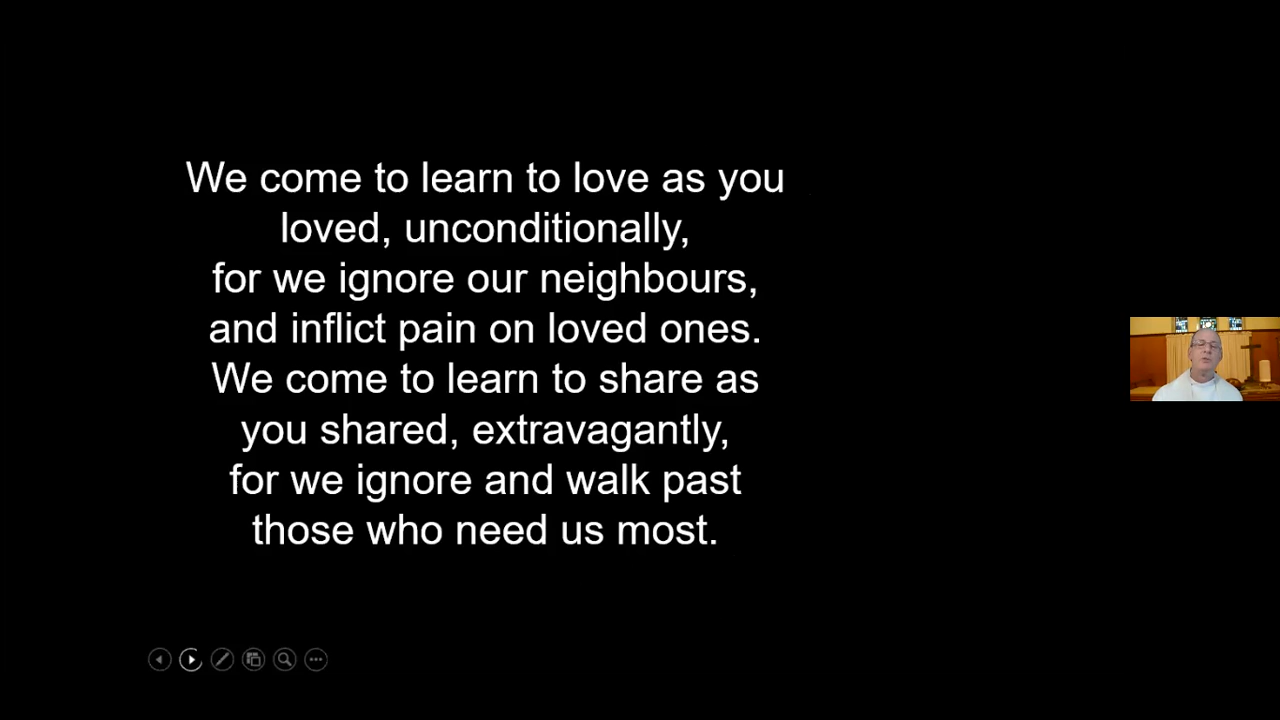 We come to learn to love as you
loved, unconditionally,
for we ignore our neighbours,
and inflict pain on loved ones.
We come to learn to share as
you shared, extravagantly,
for we ignore and walk past
those who need us most.